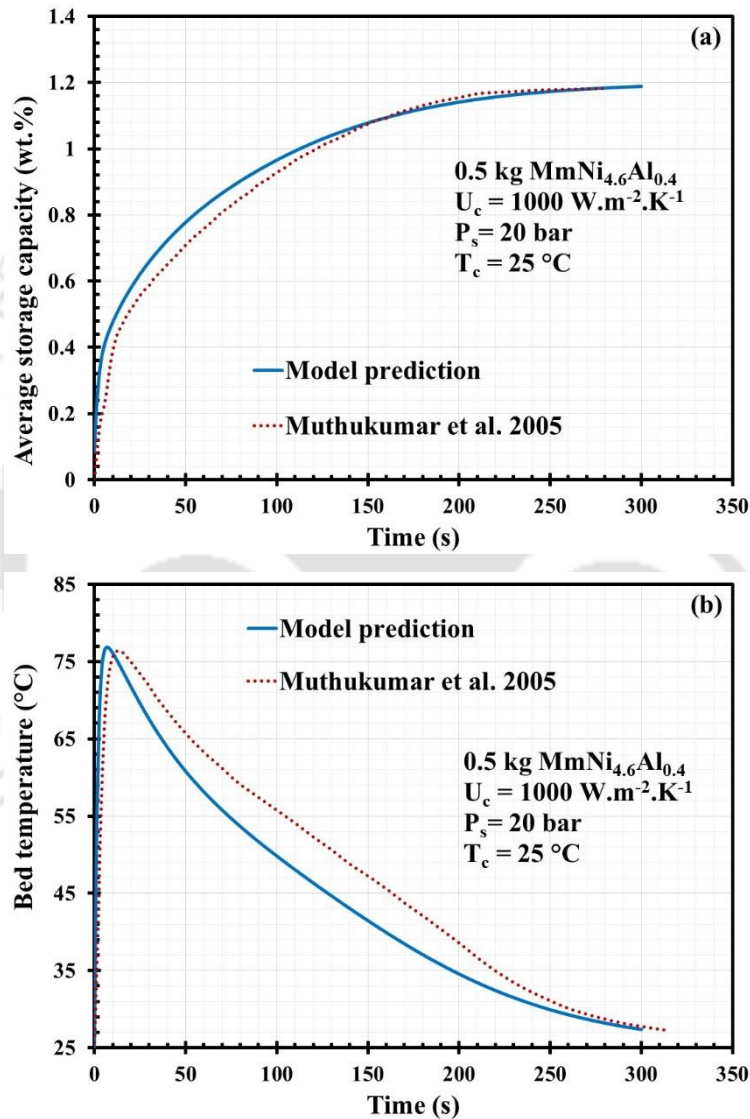 (a)
1.4
1.2
1
0.8
0.6
0.4
0.2
0
Average storage capacity (wt.%)
0.5 kg MmNi4.6Al0.4
Uc = 1000 W.m-2.K-1
Ps= 20 bar
Tc = 25 °C
Model prediction
Muthukumar et al. 2005
0 50 100 150 200 250 300 350
Time (s)
(b)
85
75
65
55
45
35
25
Bed temperature (°C)
Model prediction
Muthukumar et al. 2005
0.5 kg MmNi4.6Al0.4
Uc = 1000 W.m-2.K-1
Ps= 20 bar
Tc = 25 °C
0 50 100 150 200 250 300 350
Time (s)